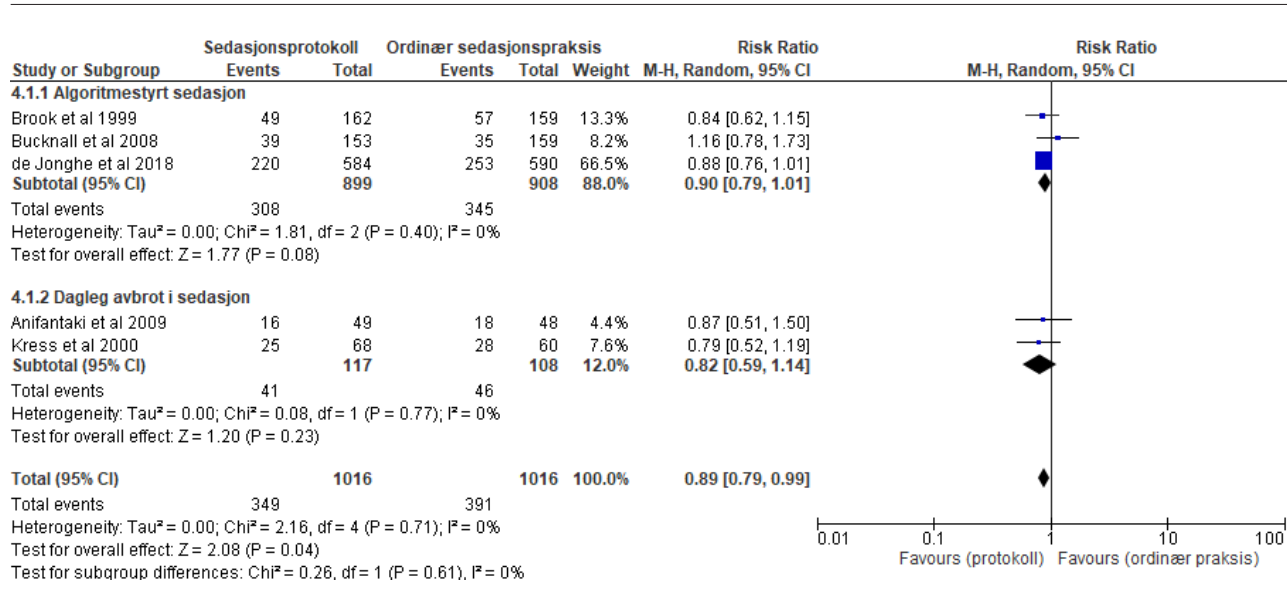 Sedasjonsprotokoll Ordinær sedasjonspraksis Risk Ratio Risk Ratio
Study or Subgroup Events Total Events Total Weight M-H, Random, 95% CI M-H, Random, 95% CI
4.1.1 Algoritmestyrt sedasjon
Brook et al 1999 49 162 57 159 13.3% 0.84 [0.62, 1.15]
Bucknall et al 2008 39 153 35 159 8.2% 1.16 [0.78, 1.73]
de Jonghe et al 2018 220 584 253 590 66.5% 0.88 [0.76, 1.01]
Subtotal (95% CI) 899 908 88.0% 0.90 [0.79, 1.01]
Total events 308 345
Heterogeneity: Tau² = 0.00; Chi² = 1.81, df = 2 (P = 0.40); I² = 0%
Test for overall effect: Z = 1.77 (P = 0.08)
4.1.2 Dagleg avbrot i sedasjon
Anifantaki et al 2009 16 49 18 48 4.4% 0.87 [0.51, 1.50]
Kress et al 2000 25 68 28 60 7.6% 0.79 [0.52, 1.19]
Subtotal (95% CI) 117 108 12.0% 0.82 [0.59, 1.14]
Total events 41 46
Heterogeneity: Tau² = 0.00; Chi² = 0.08, df = 1 (P = 0.77); I² = 0%
Test for overall effect: Z = 1.20 (P = 0.23)
Total (95% CI) 1016 1016 100.0% 0.89 [0.79, 0.99]
Total events 349 391
Heterogeneity: Tau² = 0.00; Chi² = 2.16, df = 4 (P = 0.71); I² = 0%
Test for overall effect: Z = 2.08 (P = 0.04)
Test for subgroup differences: Chi² = 0.26, df = 1 (P = 0.61), I² = 0%
0.01 0.1 1 10 100
Favours (protokoll) Favours (ordinær praksis)